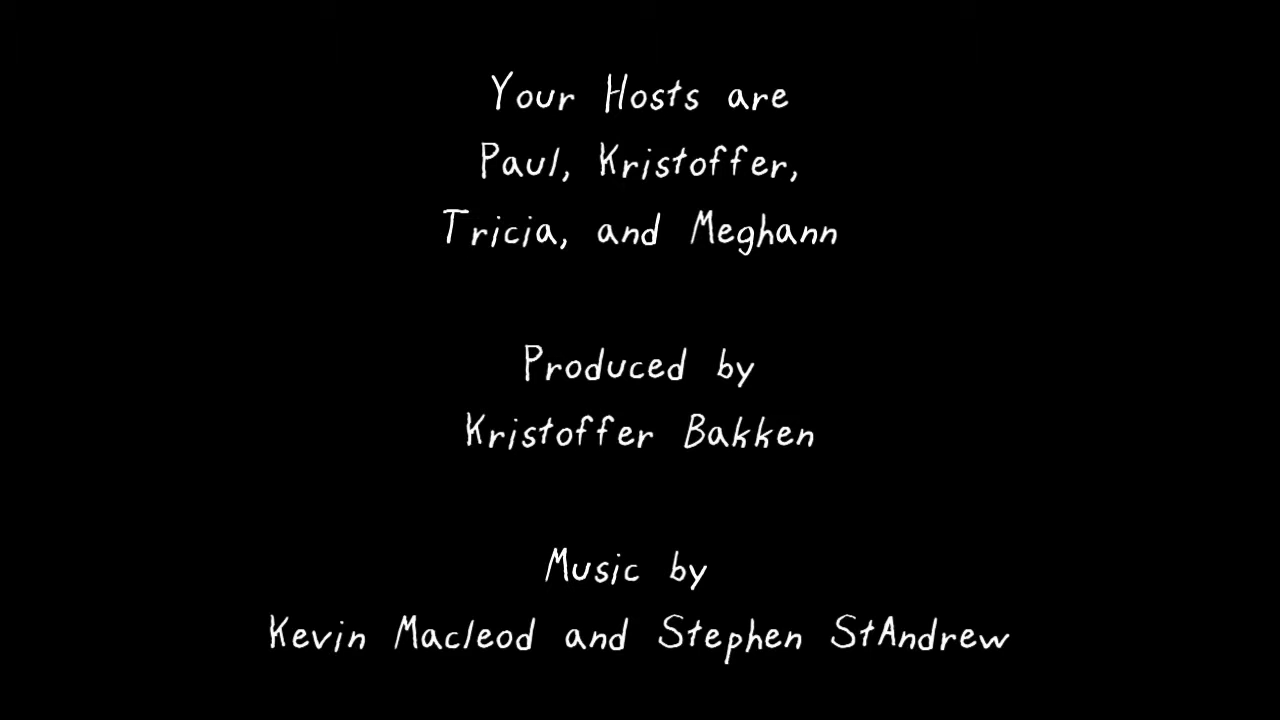 Your Hosts are
Paul, Kristoffer,
Tricia, and Meghann
Produced by
Kristoffer Bakken
Music by
Kevin Macleod and Stephen StAndrew